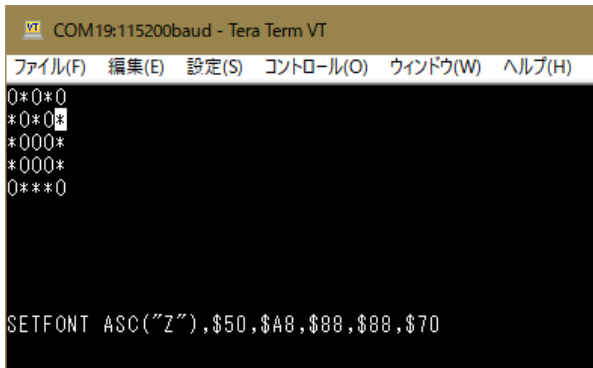 COM19:115200baud - Tera Term VT
ファイル(F) 編集(E) 設定(S) コントロール(O) ウィンドウ(W) ヘルプ(H)
0*0*0
*0*0*
*000*
*000*
0***0
SETFONT ASC("Z"),$50,$A8,$88,$88,$70